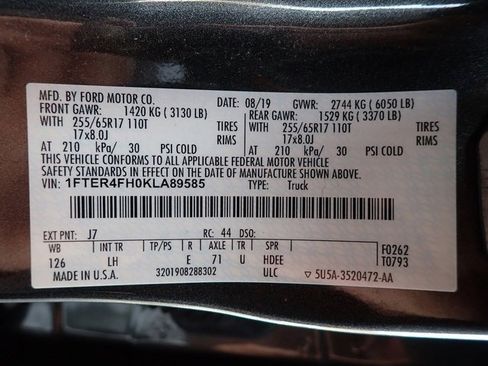 MFD. BY FORD MOTOR CO.
DATE: 08/19 GVWR: 2744 KG ( 6050 LB)
FRONT GAWR: 1420 KG ( 3130 LB) REAR GAWR: 1529 KG ( 3370 LB)
WITH 255/65R17 110T TIRES WITH 255/65R17 110T TIRES
17x8.0J RIMS 17x8.0J RIMS
AT 210 kPa/ 30 PSI COLD AT 210 kPa/ 30 PSI COLD
THIS VEHICLE CONFORMS TO ALL APPLICABLE FEDERAL MOTOR VEHICLE
SAFETY STANDARDS IN EFFECT ON THE DATE OF MANUFACTURE SHOWN ABOVE.
VIN: 1FTER4FH0KLA89585 TYPE: Truck
EXT PNT: J7 RC: 44 DSO:
WB INT TR TP/PS R AXLE TR SPR F0262
126 LH E 71 U HDEE T0793
MADE IN U.S.A. 3201908288302 ULC ▽ 5U5A-3520472-AA